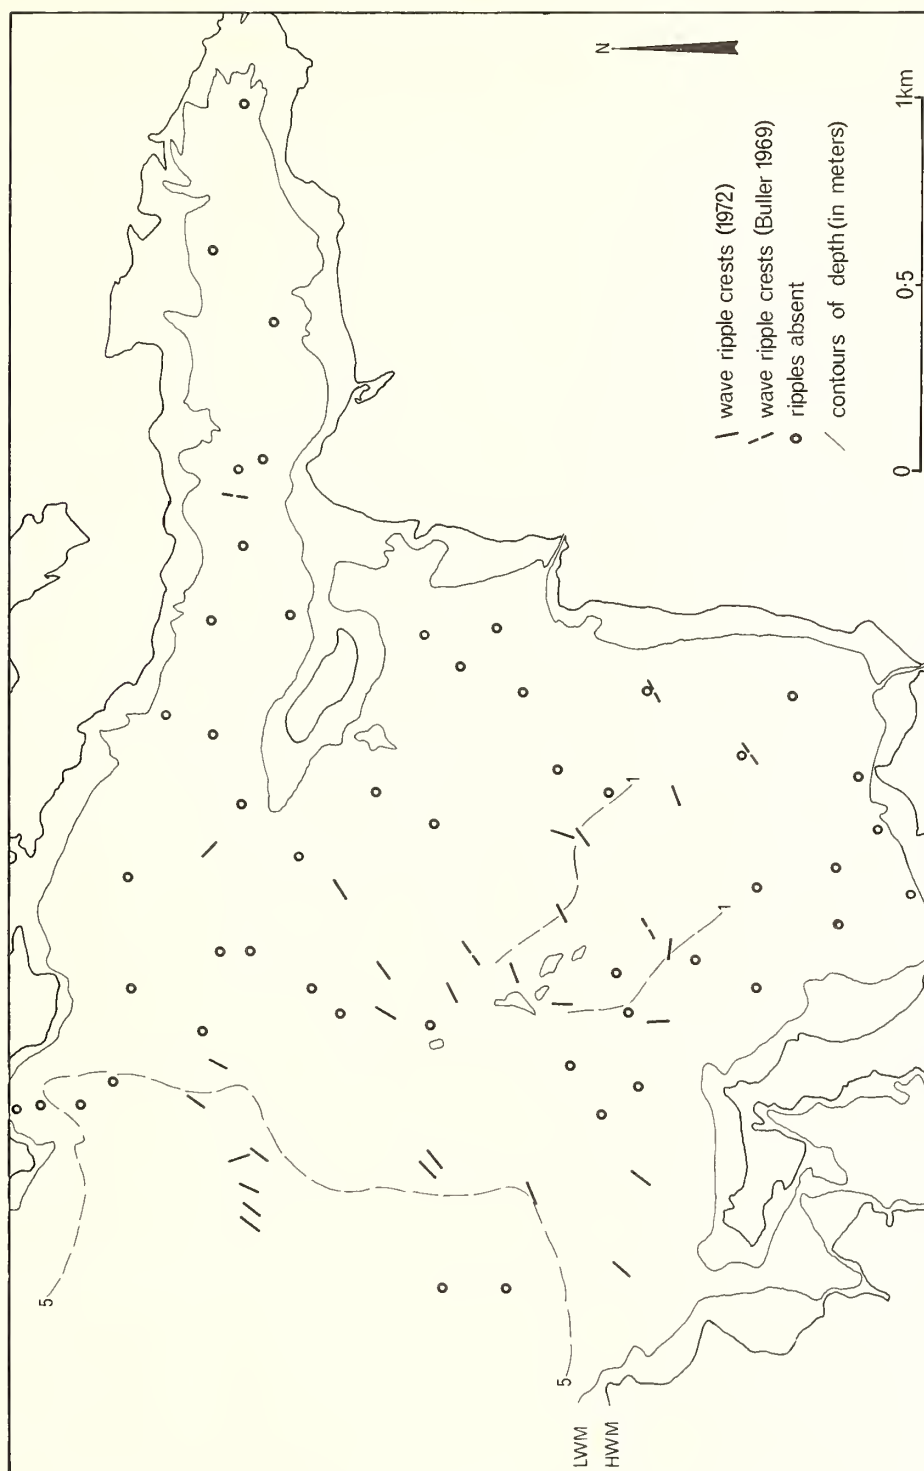 N
wave ripple crests (1972)
wave ripple crests (Buller 1969)
ripples absent
contours of depth (in meters)
0 0·5 1km
1
1
5
5
LWM
HWM